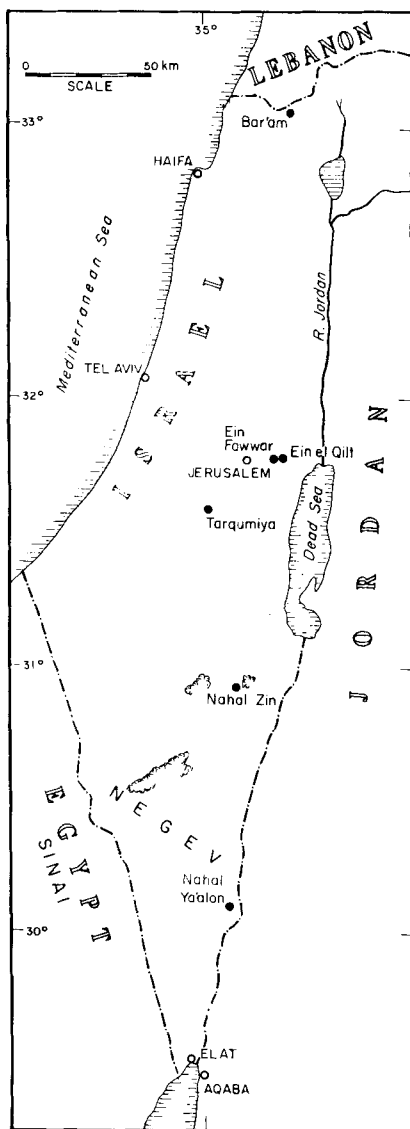 35°
0 50 km
SCALE
LEBANON
Bar'am
33°
HAIFA
Mediterranean Sea
ISRAEL
R. Jordan
TEL AVIV
32°
Ein
Fawwar
Ein el Qilt
JERUSALEM
Tarqumiya
Dead Sea
JORDAN
31°
Nahal Zin
NEGEV
EGYPT
SINAI
Nahal
Ya'alon
30°
ELAT
AQABA